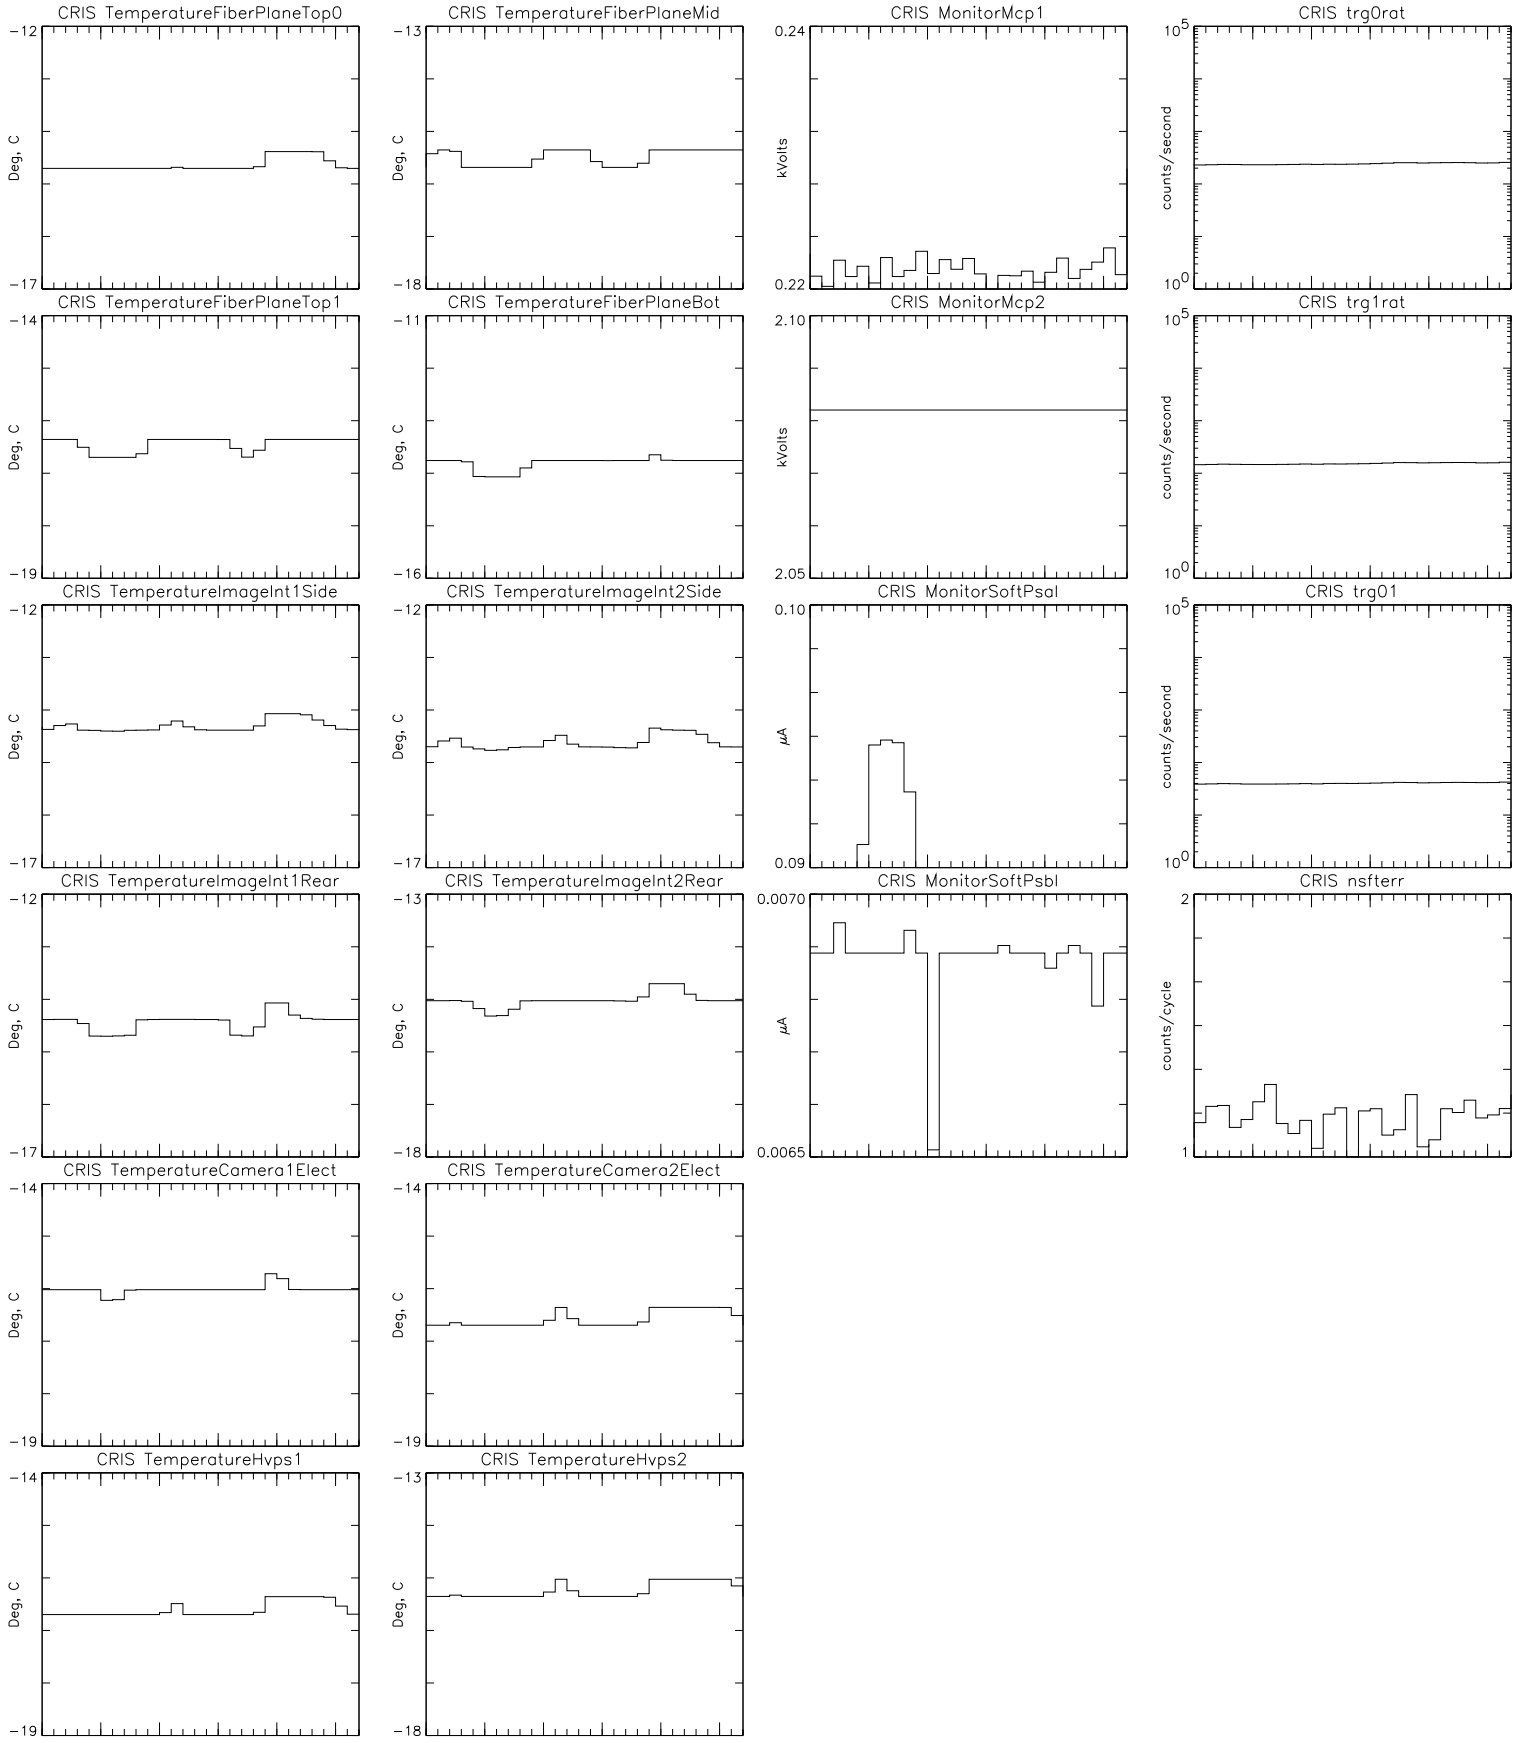 CRIS TemperatureFiberPlaneTop0
-12
Deg, C
-17
CRIS TemperatureFiberPlaneMid
-13
Deg, C
-18
CRIS MonitorMcp1
0.24
kVolts
0.22
CRIS trg0rat
10^5
counts/second
10^0
CRIS TemperatureFiberPlaneTop1
-14
Deg, C
-19
CRIS TemperatureFiberPlaneBot
-11
Deg, C
-16
CRIS MonitorMcp2
2.10
kVolts
2.05
CRIS trg1rat
10^5
counts/second
10^0
CRIS TemperatureImageInt1Side
-12
Deg, C
-17
CRIS TemperatureImageInt2Side
-12
Deg, C
-17
CRIS MonitorSoftPsaI
0.10
μA
0.09
CRIS trg01
10^5
counts/second
10^0
CRIS TemperatureImageInt1Rear
-12
Deg, C
-17
CRIS TemperatureImageInt2Rear
-13
Deg, C
-18
CRIS MonitorSoftPsbI
0.0070
μA
0.0065
CRIS nsfterr
2
counts/cycle
1
CRIS TemperatureCamera1Elect
-14
Deg, C
-19
CRIS TemperatureCamera2Elect
-14
Deg, C
-19
CRIS TemperatureHvps1
-14
Deg, C
-19
CRIS TemperatureHvps2
-13
Deg, C
-18